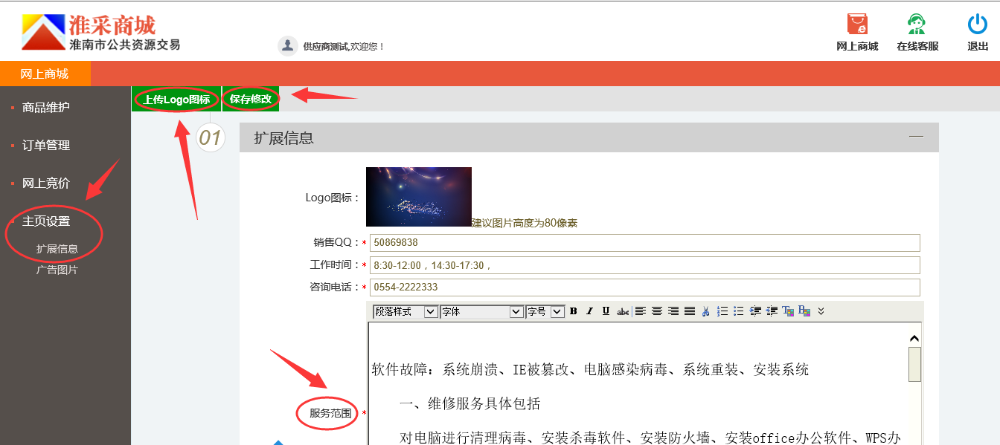 淮采商城
淮南市公共资源交易
供应商测试,欢迎您！
网上商城
在线客服
退出
网上商城
商品维护
订单管理
网上竞价
主页设置
扩展信息
广告图片
上传Logo图标
保存修改
01
扩展信息
Logo图标：
建议图片高度为80像素
销售QQ：* 50869838
工作时间：* 8:30-12:00，14:30-17:30，
咨询电话：* 0554-2222333
段落样式 字体 字号 B I U abc
软件故障：系统崩溃、IE被篡改、电脑感染病毒、系统重装、安装系统
一、维修服务具体包括
服务范围 *
对电脑进行清理病毒、安装杀毒软件、安装防火墙、安装office办公软件、WPS办